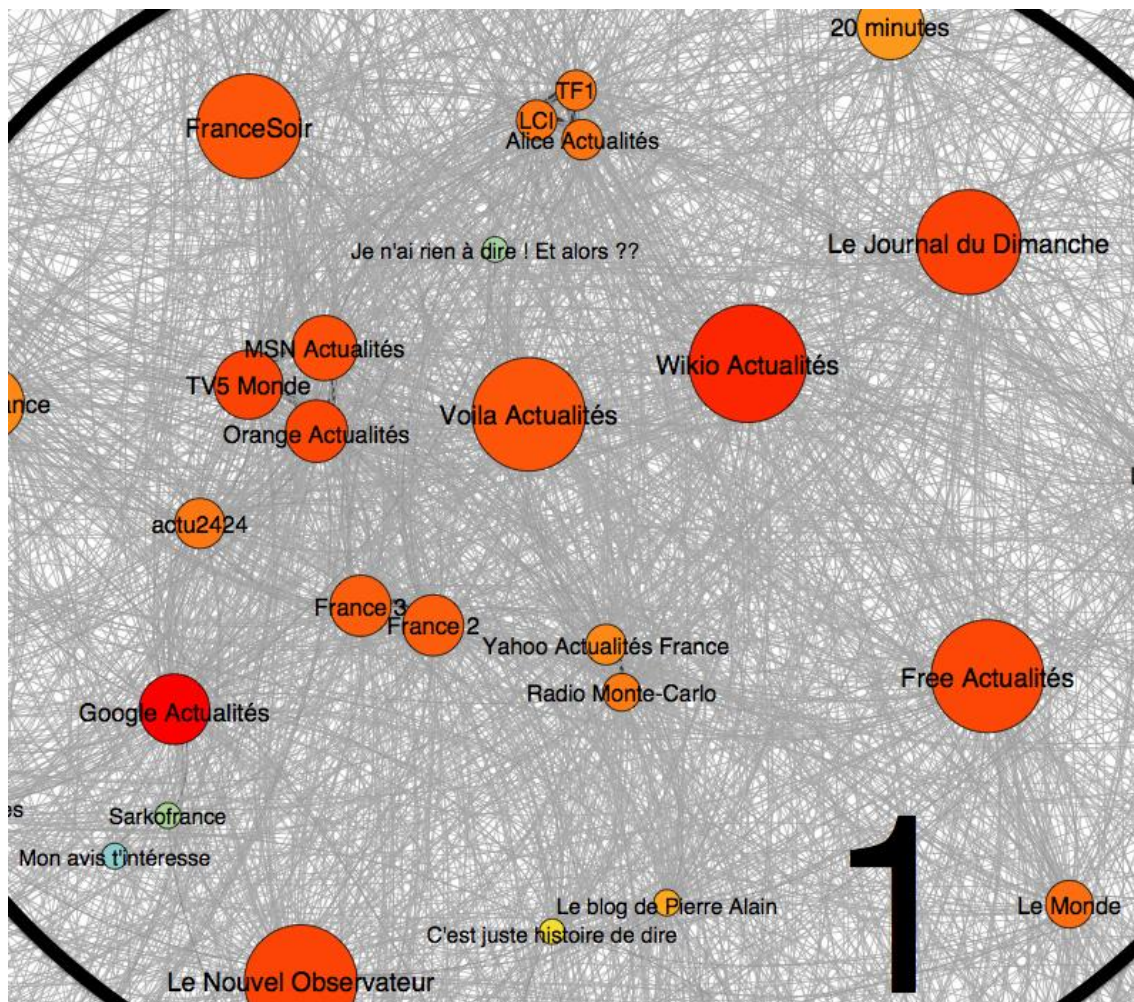 20 minutes
TF1
LCI
FranceSoir
Alice Actualités
Le Journal du Dimanche
Je n'ai rien à dire ! Et alors ??
MSN Actualités
Wikio Actualités
TV5 Monde
ance
Voila Actualités
Orange Actualités
actu2424
France 3
France 2
Yahoo Actualités France
Free Actualités
Radio Monte-Carlo
Google Actualités
es
Sarkofrance
Mon avis t'intéresse
1
Le blog de Pierre Alain
Le Monde
C'est juste histoire de dire
Le Nouvel Observateur